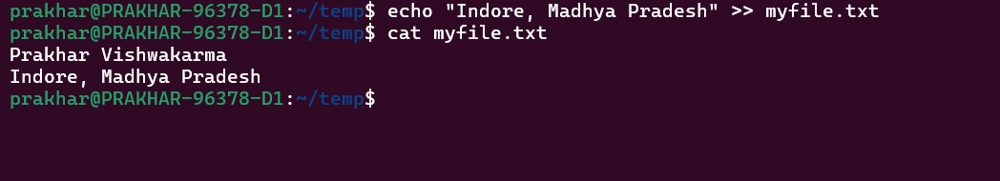 prakhar@PRAKHAR-96378-D1:~/temp$ echo "Indore, Madhya Pradesh" >> myfile.txt
prakhar@PRAKHAR-96378-D1:~/temp$ cat myfile.txt
Prakhar Vishwakarma
Indore, Madhya Pradesh
prakhar@PRAKHAR-96378-D1:~/temp$